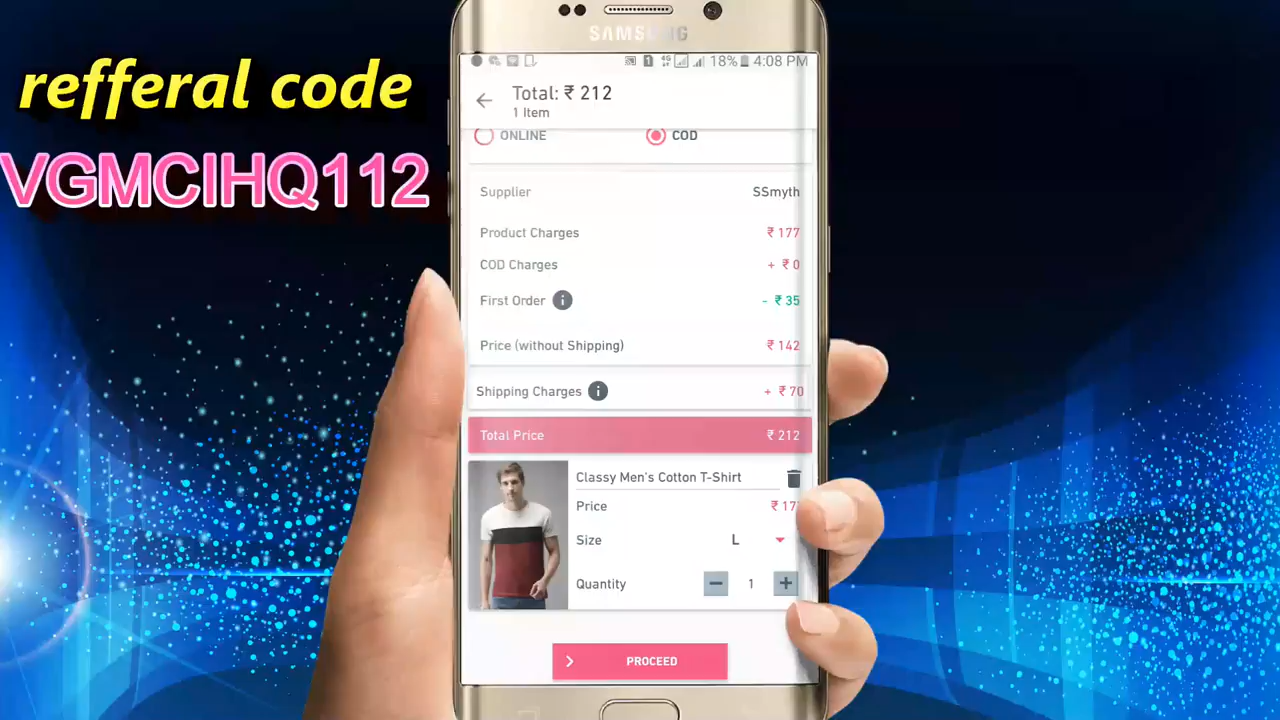 refferal code
VGMCIHQ112
SAMSUNG
18% 4:08 PM
Total: ₹ 212
1 Item
ONLINE
COD
Supplier SSmyth
Product Charges ₹ 177
COD Charges + ₹ 0
First Order i - ₹ 35
Price (without Shipping) ₹ 142
Shipping Charges i + ₹ 70
Total Price ₹ 212
Classy Men's Cotton T-Shirt
Price ₹ 17
Size L
Quantity 1
PROCEED